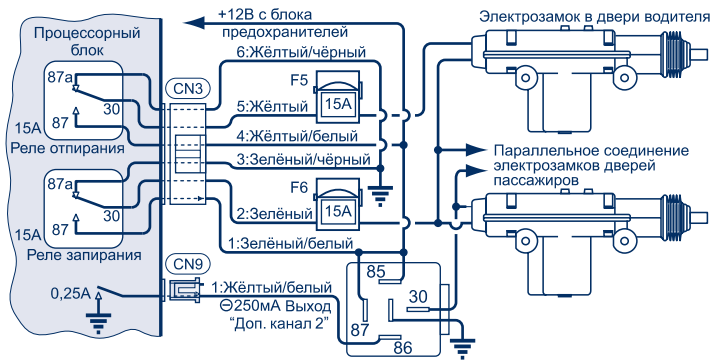 Процессорный
блок
87а
30
87
15А
Реле отпирания
87а
30
87
15А
Реле запирания
0,25А
CN3
CN9
+12В с блока
предохранителей
6:Жёлтый/чёрный
5:Жёлтый
4:Жёлтый/белый
3:Зелёный/чёрный
2:Зелёный
1:Зелёный/белый
1:Жёлтый/белый
⊖250мА Выход
“Доп. канал 2”
F5
15А
F6
15А
85
30
87
86
Электрозамок в двери водителя
Параллельное соединение
электрозамков дверей
пассажиров